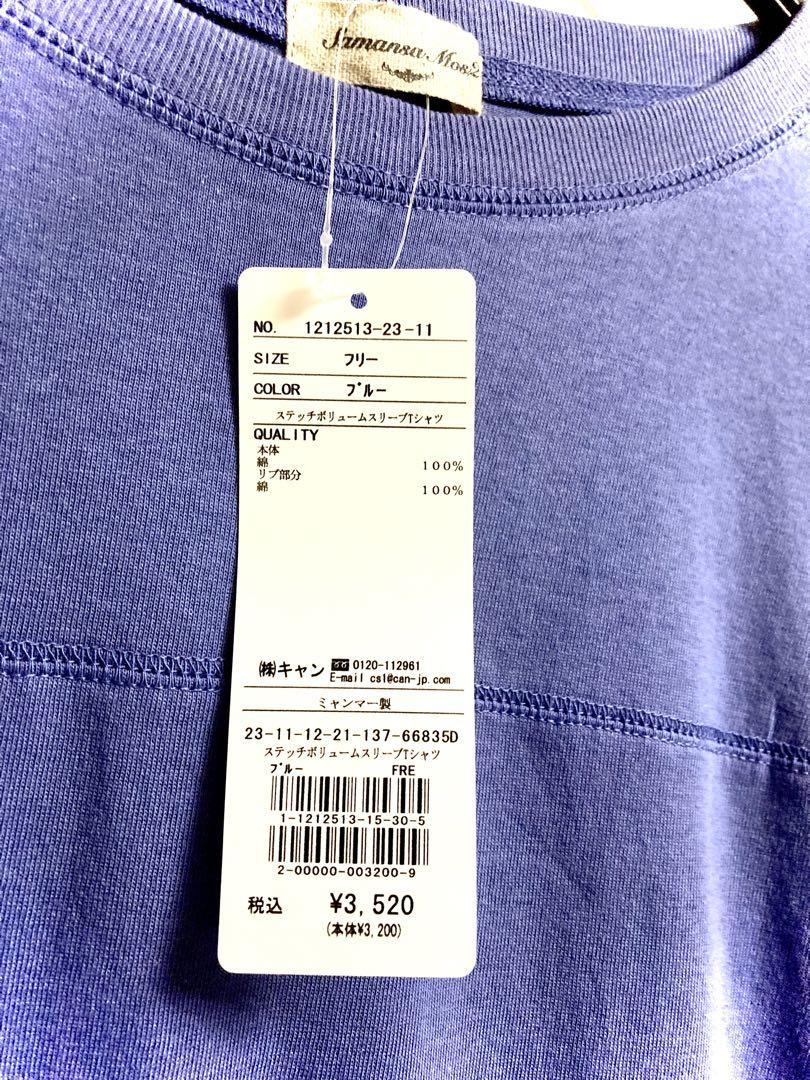 Samansa Mos2
NO. 1212513-23-11
SIZE フリー
COLOR ブルー
ステッチボリュームスリーブTシャツ
QUALITY
本体
綿 100%
リブ部分
綿 100%
㈱キャン 0120-112961
E-mail cs1@can-jp.com
ミャンマー製
23-11-12-21-137-66835D
ステッチボリュームスリーブTシャツ
ブルー FRE
1-1212513-15-30-5
2-00000-003200-9
税込 ¥3,520
(本体¥3,200)